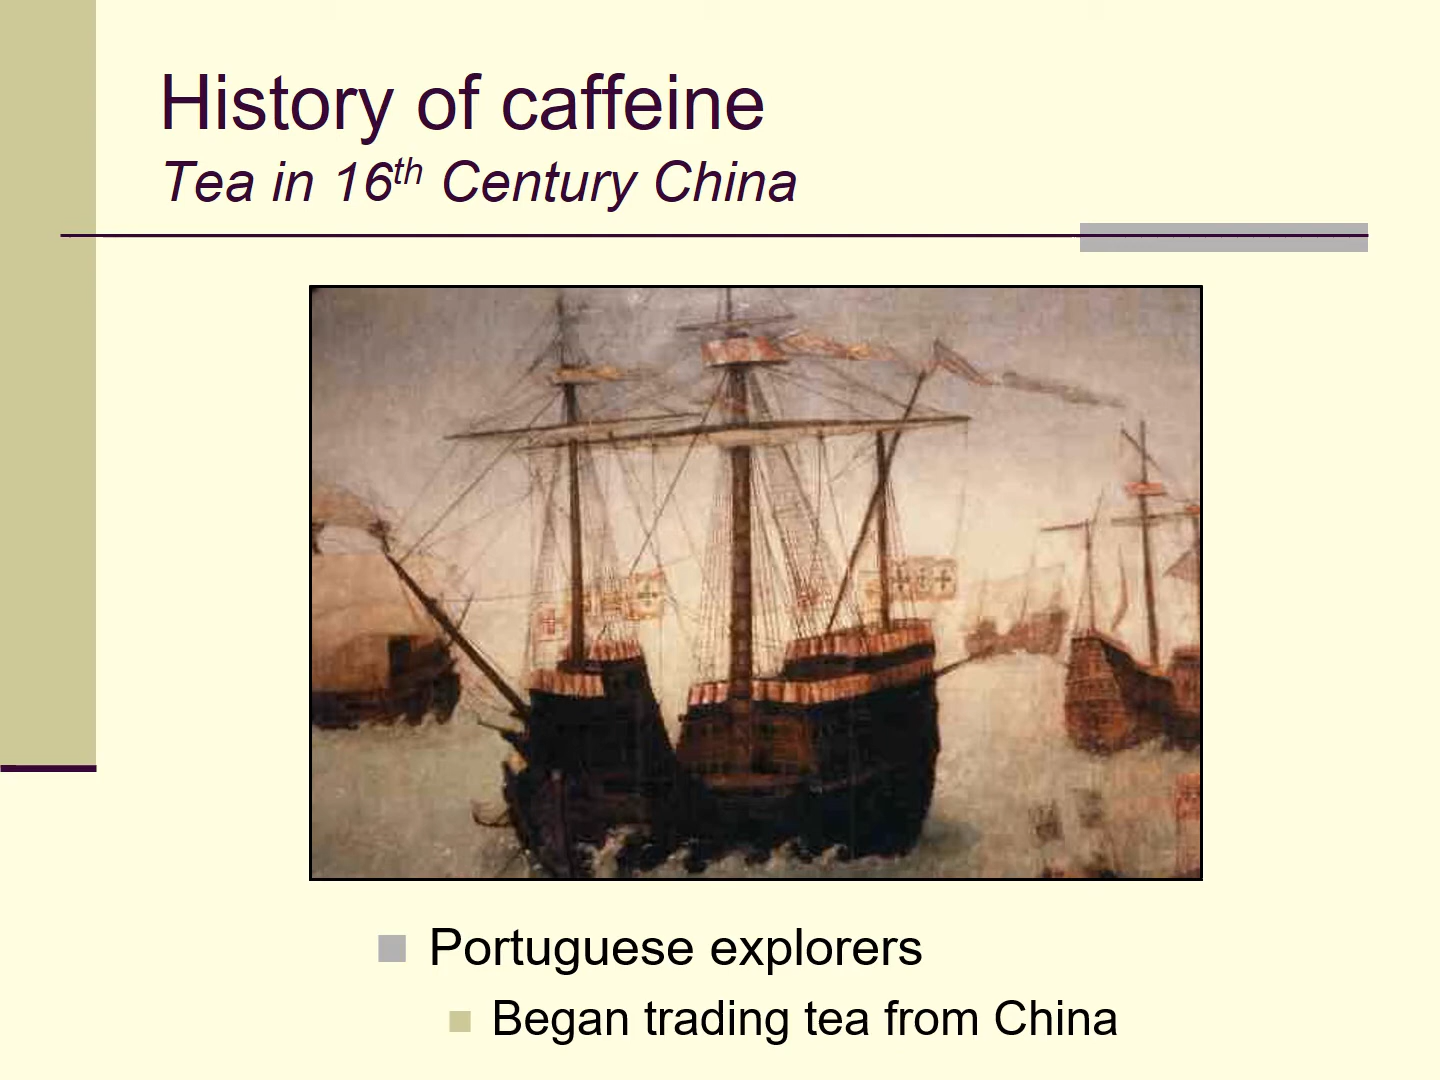 History of caffeine
Tea in 16th Century China
Portuguese explorers
Began trading tea from China